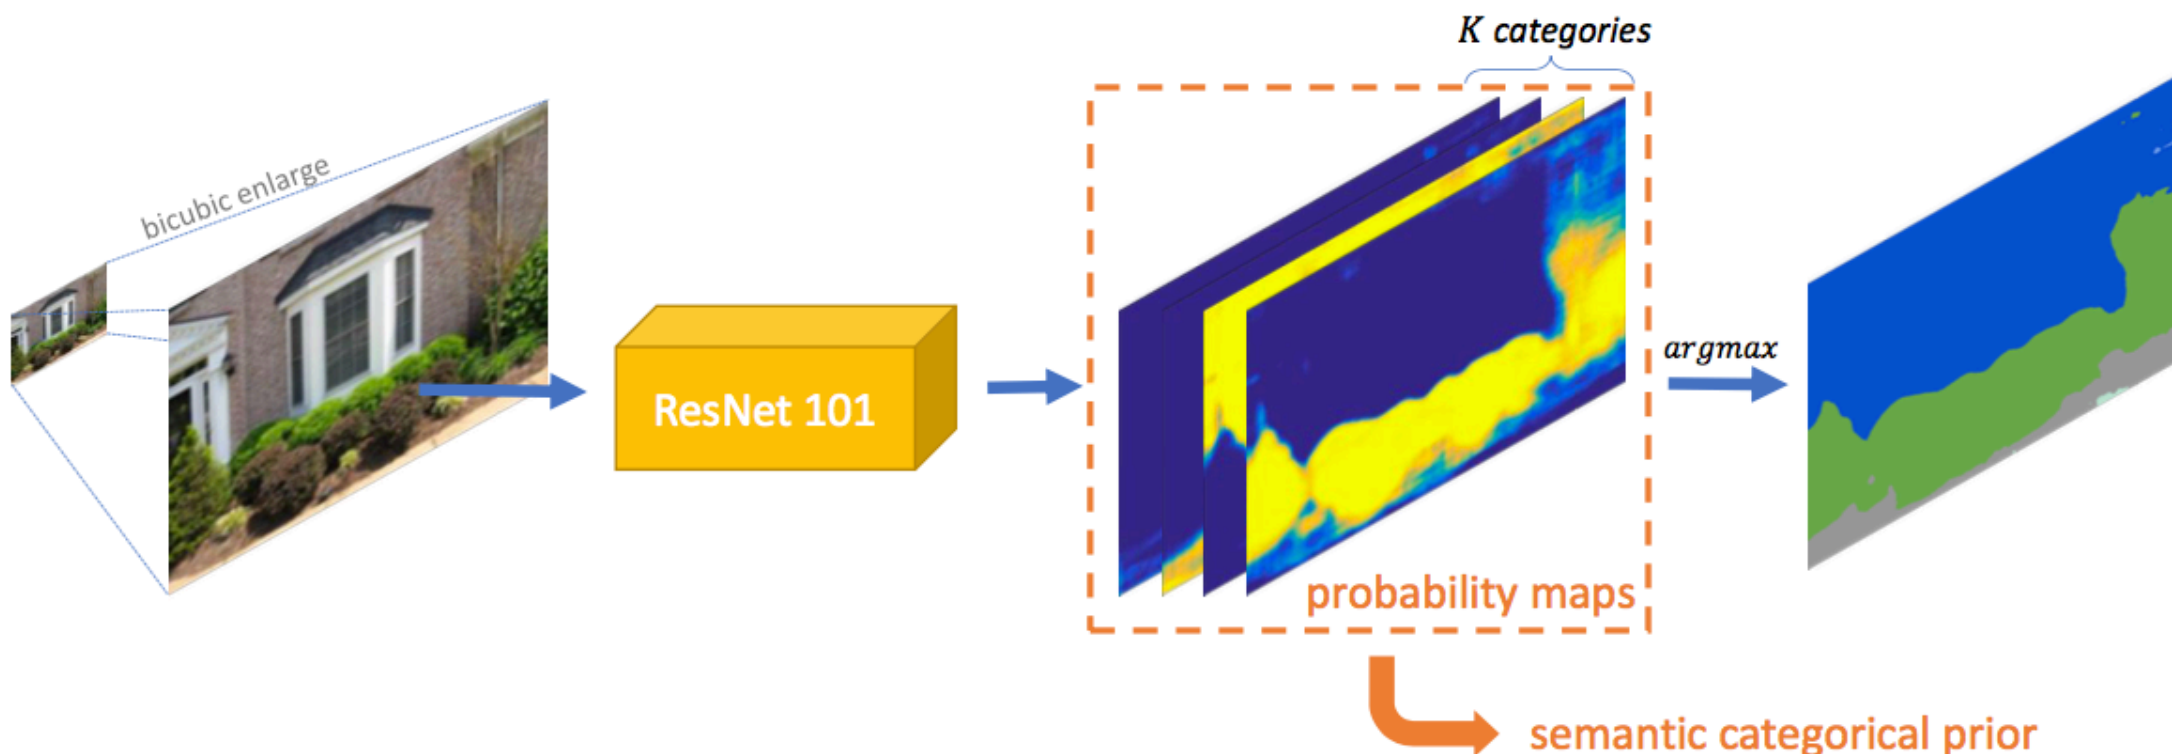 K categories
bicubic enlarge
ResNet 101
argmax
probability maps
semantic categorical prior